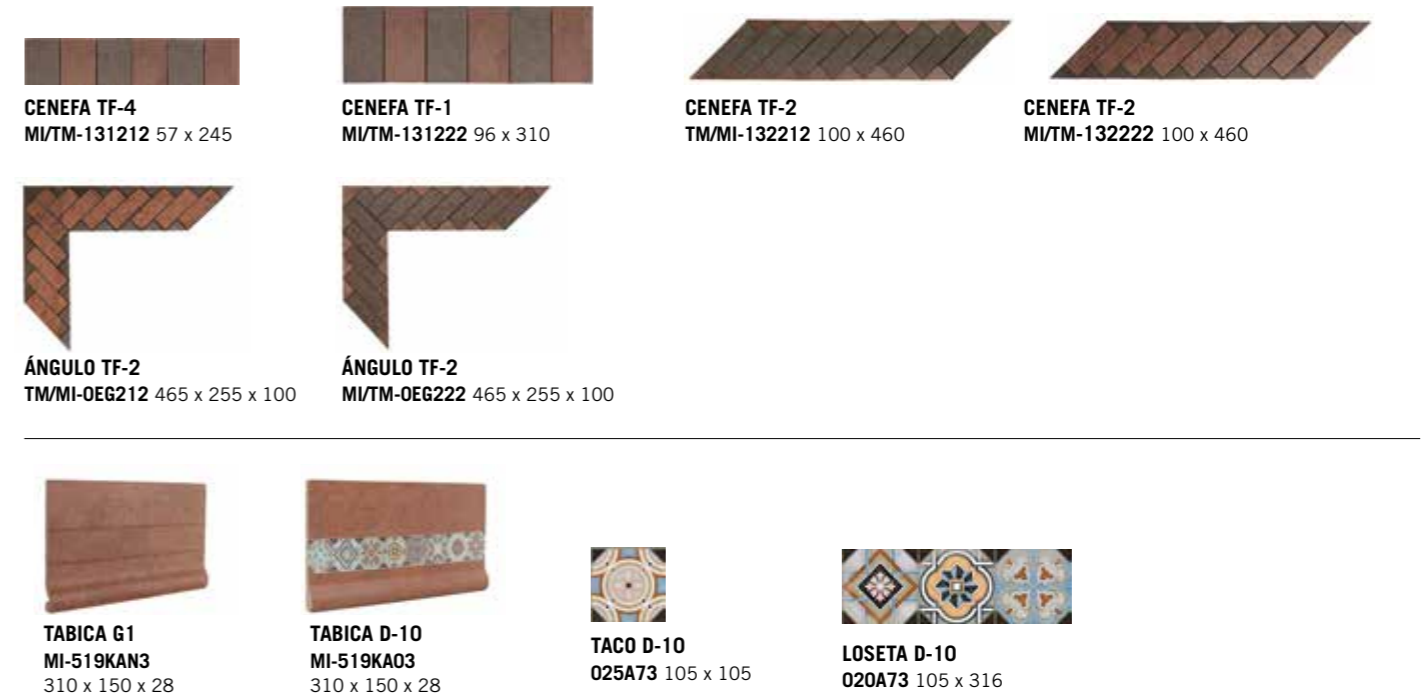 CENEFA TF-4
MI/TM-131212 57 x 245
CENEFA TF-1
MI/TM-131222 96 x 310
CENEFA TF-2
TM/MI-132212 100 x 460
CENEFA TF-2
MI/TM-132222 100 x 460
ÁNGULO TF-2
TM/MI-0EG212 465 x 255 x 100
ÁNGULO TF-2
MI/TM-0EG222 465 x 255 x 100
TABICA G1
MI-519KAN3
310 x 150 x 28
TABICA D-10
MI-519KA03
310 x 150 x 28
TACO D-10
025A73 105 x 105
LOSETA D-10
020A73 105 x 316